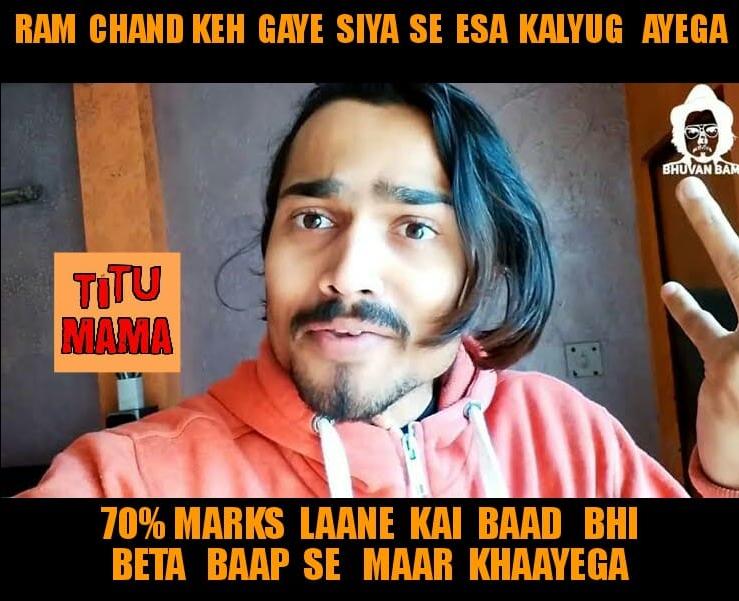 RAM CHAND KEH GAYE SIYA SE ESA KALYUG AYEGA
BHUVAN BAM
TiTU
MAMA
70% MARKS LAANE KAI BAAD BHI
BETA BAAP SE MAAR KHAAYEGA